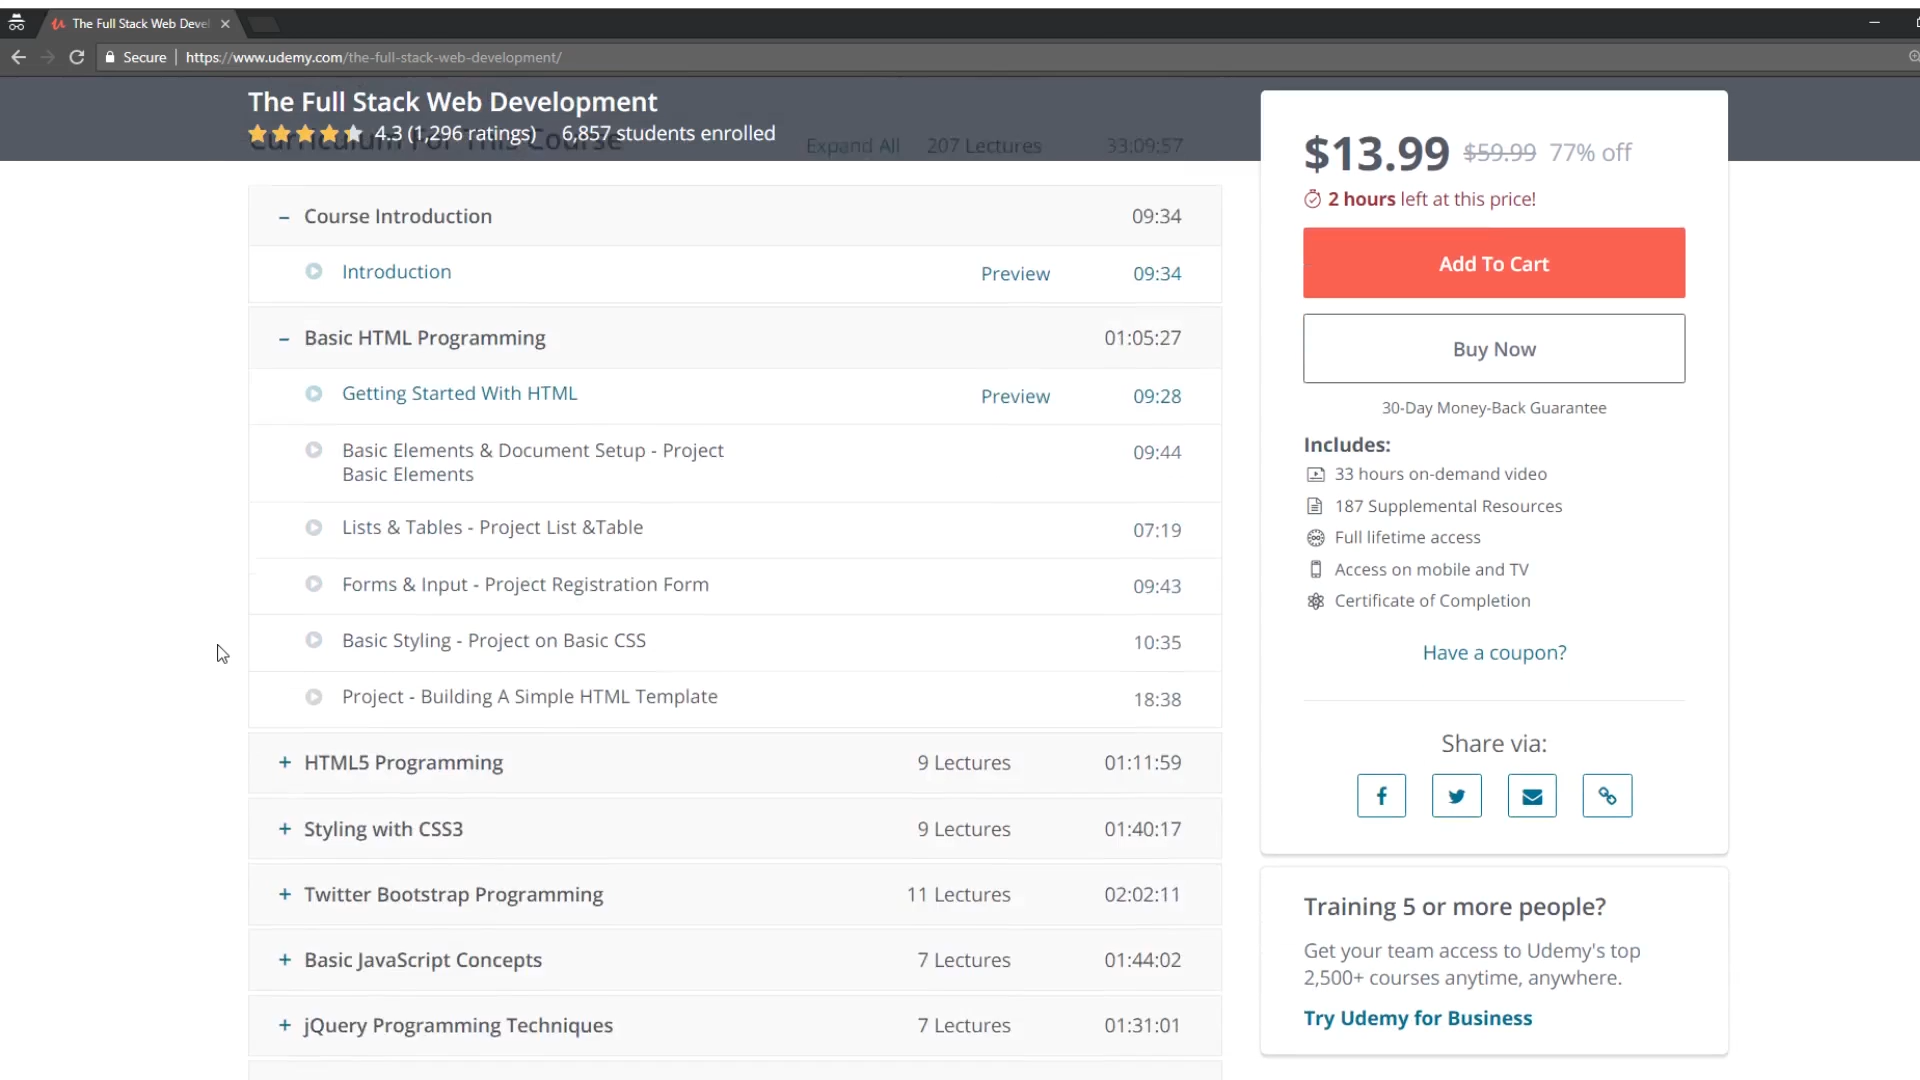 The Full Stack Web Devel
Secure
https://www.udemy.com/the-full-stack-web-development/
The Full Stack Web Development
4.3 (1,296 ratings) 6,857 students enrolled
Curriculum For This Course Expand All 207 Lectures 33:09:57
– Course Introduction 09:34
Introduction Preview 09:34
– Basic HTML Programming 01:05:27
Getting Started With HTML Preview 09:28
Basic Elements & Document Setup - Project
Basic Elements
09:44
Lists & Tables - Project List &Table 07:19
Forms & Input - Project Registration Form 09:43
Basic Styling - Project on Basic CSS 10:35
Project - Building A Simple HTML Template 18:38
+ HTML5 Programming 9 Lectures 01:11:59
+ Styling with CSS3 9 Lectures 01:40:17
+ Twitter Bootstrap Programming 11 Lectures 02:02:11
+ Basic JavaScript Concepts 7 Lectures 01:44:02
+ jQuery Programming Techniques 7 Lectures 01:31:01
$13.99 $59.99 77% off
2 hours left at this price!
Add To Cart
Buy Now
30-Day Money-Back Guarantee
Includes:
33 hours on-demand video
187 Supplemental Resources
Full lifetime access
Access on mobile and TV
Certificate of Completion
Have a coupon?
Share via:
Training 5 or more people?
Get your team access to Udemy's top
2,500+ courses anytime, anywhere.
Try Udemy for Business